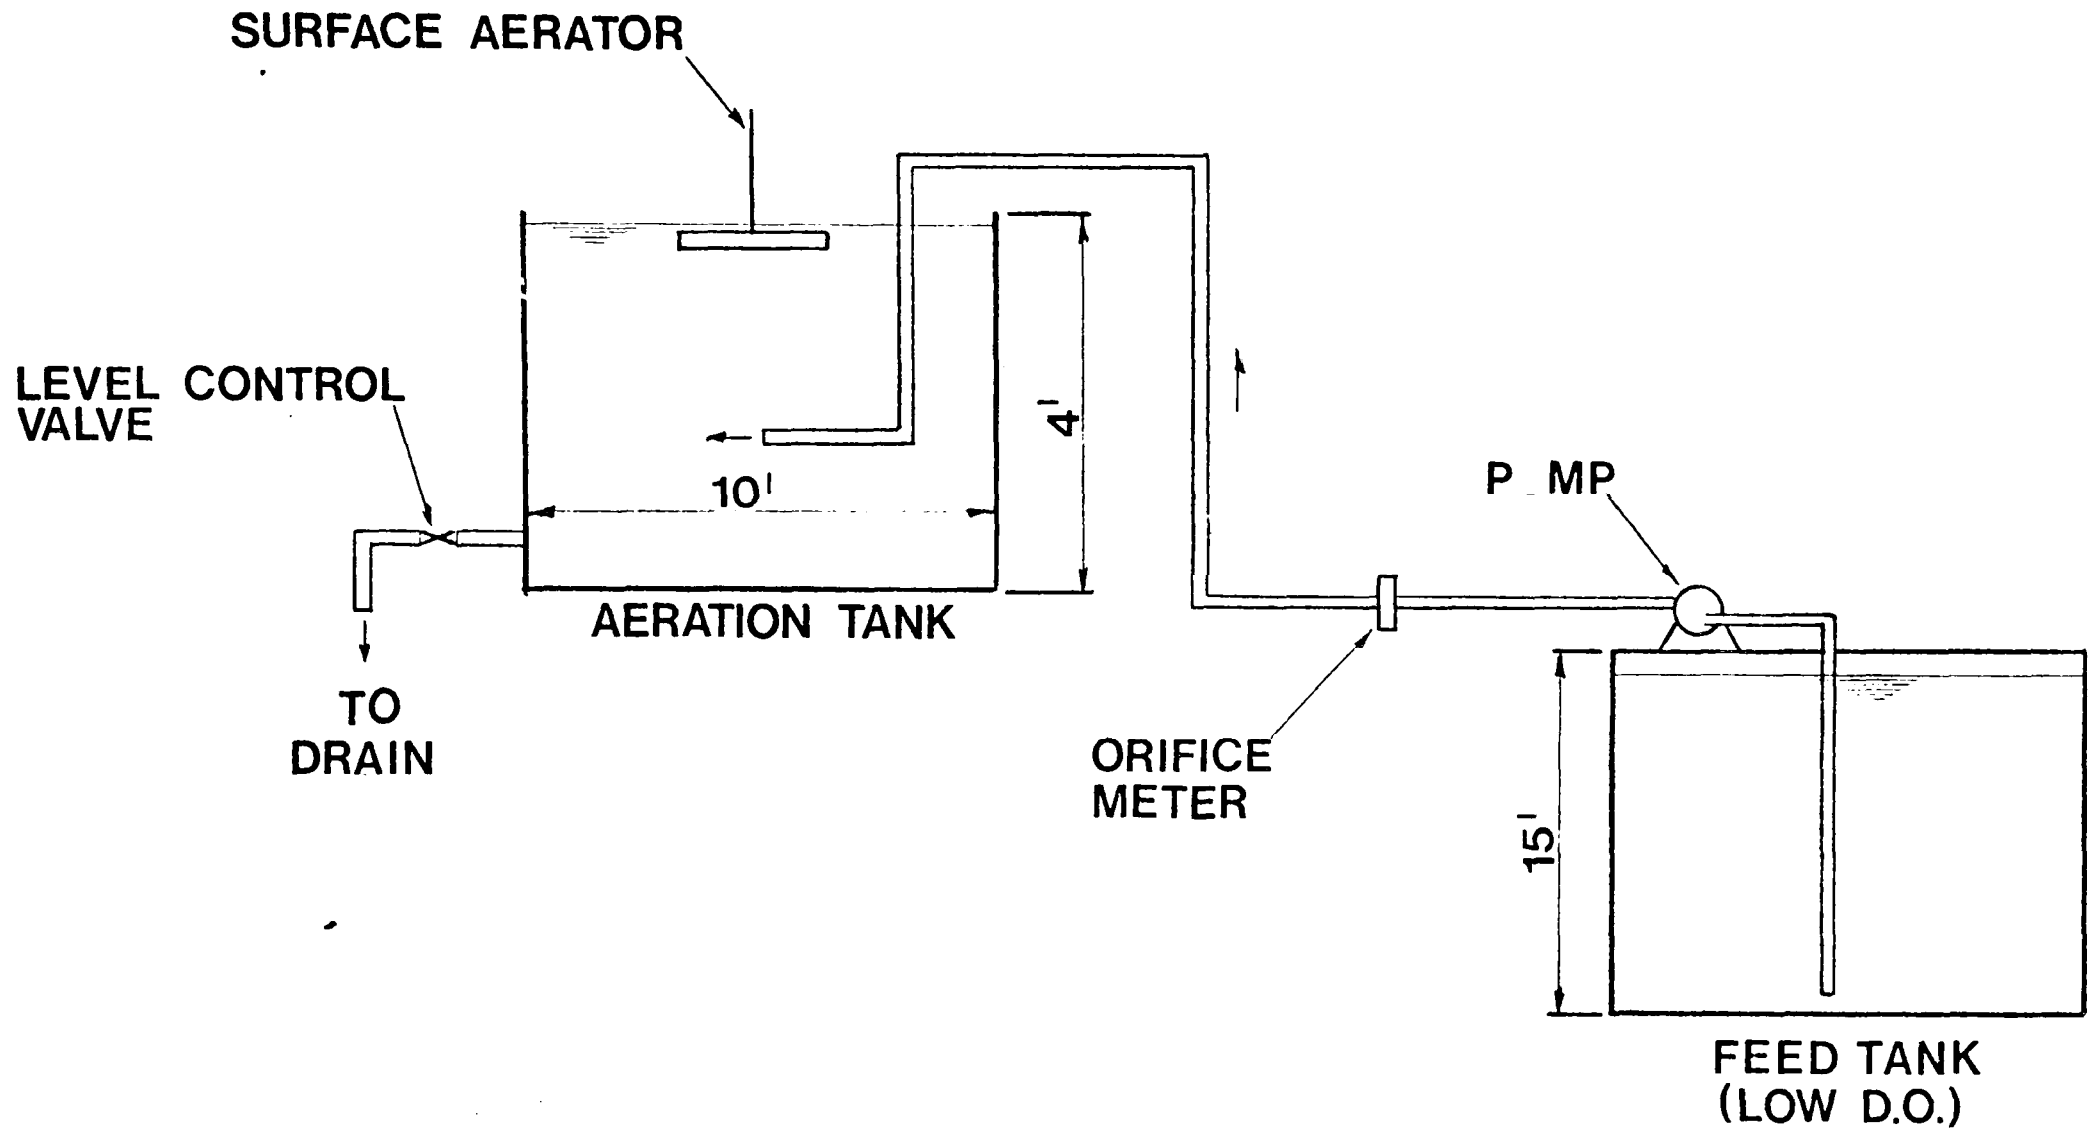 SURFACE AERATOR
LEVEL CONTROL
VALVE
10'
4'
P MP
AERATION TANK
TO
DRAIN
ORIFICE
METER
15'
FEED TANK
(LOW D.O.)